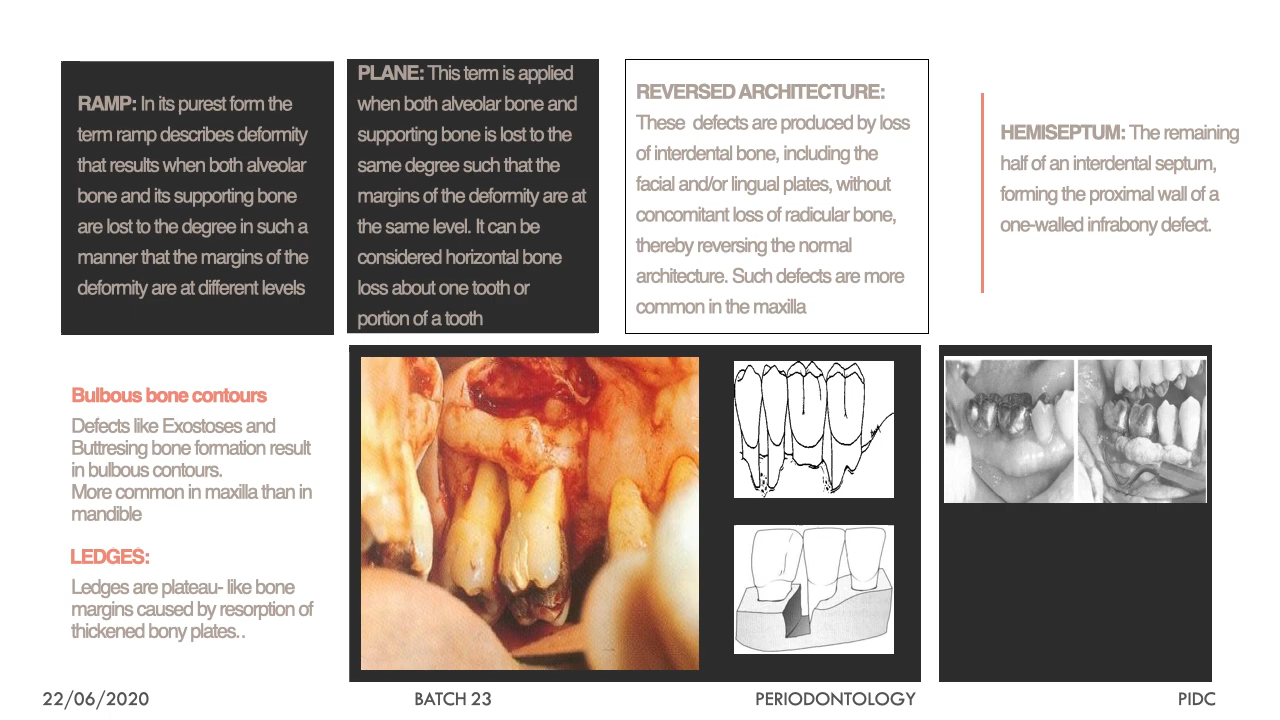 RAMP: In its purest form the
term ramp describes deformity
that results when both alveolar
bone and its supporting bone
are lost to the degree in such a
manner that the margins of the
deformity are at different levels
PLANE: This term is applied
when both alveolar bone and
supporting bone is lost to the
same degree such that the
margins of the deformity are at
the same level. It can be
considered horizontal bone
loss about one tooth or
portion of a tooth
REVERSED ARCHITECTURE:
These  defects are produced by loss
of interdental bone, including the
facial and/or lingual plates, without
concomitant loss of radicular bone,
thereby reversing the normal
architecture. Such defects are more
common in the maxilla
HEMISEPTUM: The remaining
half of an interdental septum,
forming the proximal wall of a
one-walled infrabony defect.
Bulbous bone contours
Defects like Exostoses and
Buttresing bone formation result
in bulbous contours.
More common in maxilla than in
mandible
LEDGES:
Ledges are plateau- like bone
margins caused by resorption of
thickened bony plates. .
22/06/2020
BATCH 23
PERIODONTOLOGY
PIDC